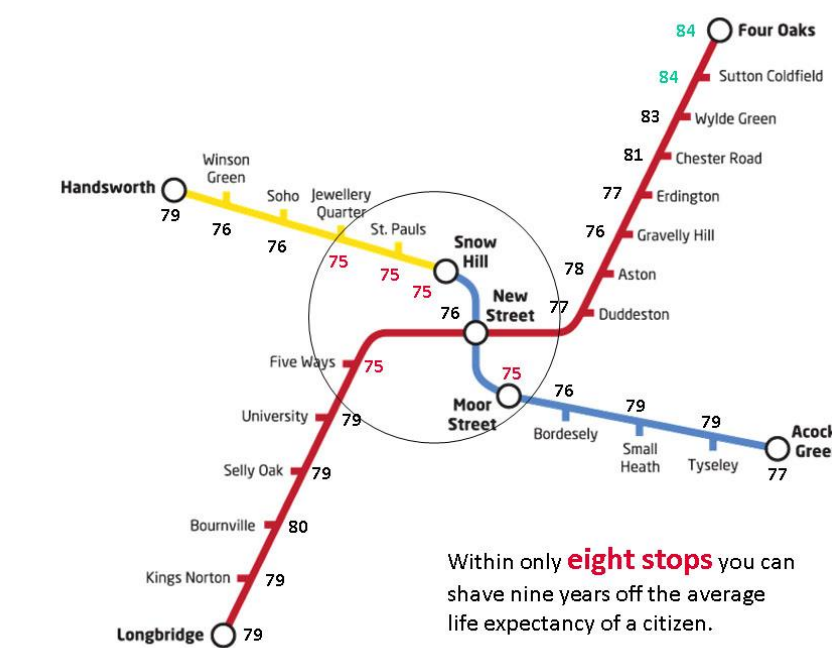 84 Four Oaks
84 Sutton Coldfield
83 Wylde Green
81 Chester Road
77 Erdington
76 Gravelly Hill
78 Aston
77 Duddeston
Handsworth
79
Winson
Green
76
Soho
76
Jewellery
Quarter
75
St. Pauls
75
Snow
Hill
75
New
Street
76
Five Ways 75
University 79
Selly Oak 79
Bournville 80
Kings Norton 79
Longbridge 79
75
Moor
Street
76
Bordesely
79
Small
Heath
79
Tyseley
Acock
Gree
77
Within only eight stops you can
shave nine years off the average
life expectancy of a citizen.